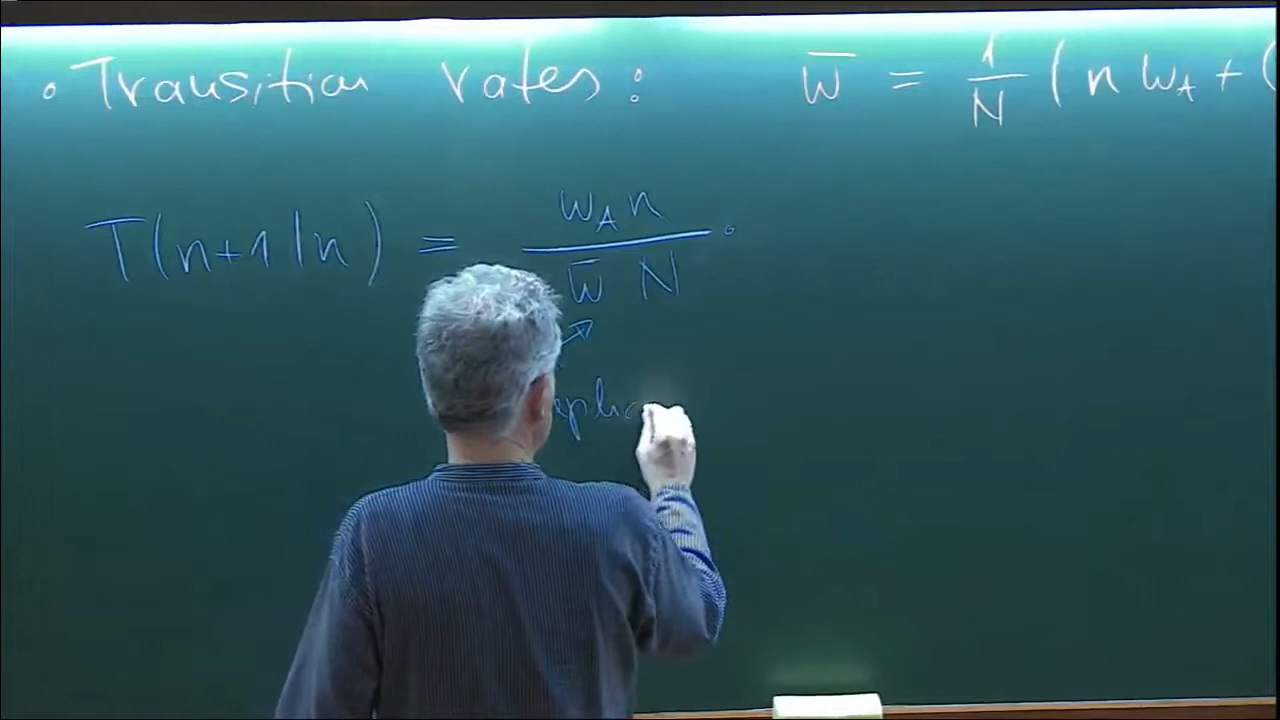 • Transition rates : w̄ = 1/N ( n w_A + (
T(n+1|n) = w_A n / w̄ N .